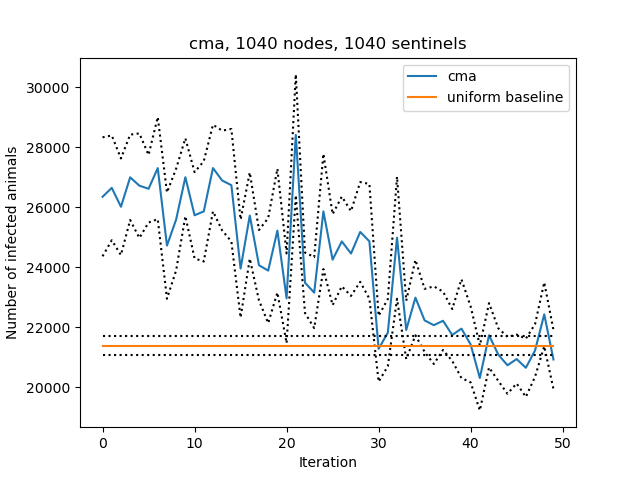 cma, 1040 nodes, 1040 sentinels
cma
uniform baseline
Number of infected animals
30000
28000
26000
24000
22000
20000
0
10
20
30
40
50
Iteration